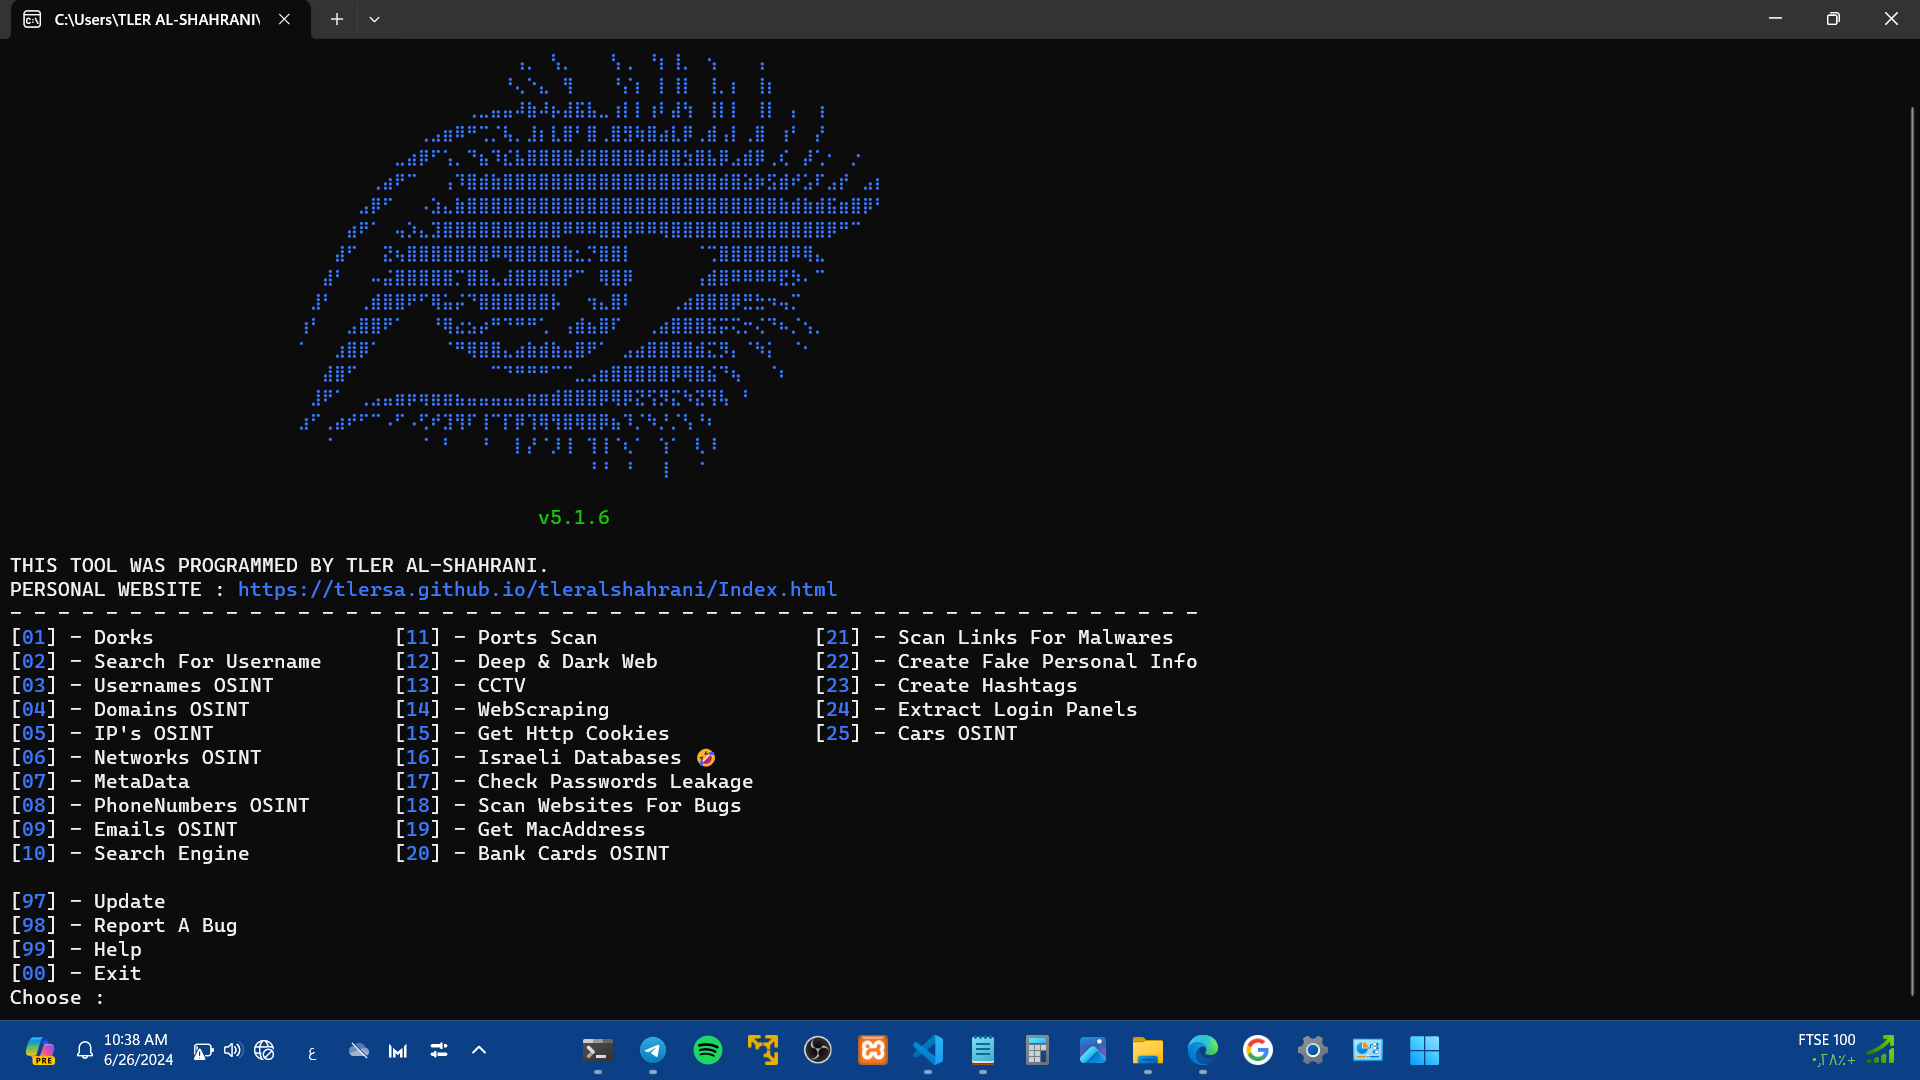 C:\Users\TLER AL-SHAHRANI\
v5.1.6
THIS TOOL WAS PROGRAMMED BY TLER AL-SHAHRANI.
PERSONAL WEBSITE : https://tlersa.github.io/tleralshahrani/Index.html
- - - - - - - - - - - - - - - - - - - - - - - - - - - - - - - - - - - - - - - - - - - - - - - - - -
[01] - Dorks [11] - Ports Scan [21] - Scan Links For Malwares
[02] - Search For Username [12] - Deep & Dark Web [22] - Create Fake Personal Info
[03] - Usernames OSINT [13] - CCTV [23] - Create Hashtags
[04] - Domains OSINT [14] - WebScraping [24] - Extract Login Panels
[05] - IP's OSINT [15] - Get Http Cookies [25] - Cars OSINT
[06] - Networks OSINT [16] - Israeli Databases 🤣
[07] - MetaData [17] - Check Passwords Leakage
[08] - PhoneNumbers OSINT [18] - Scan Websites For Bugs
[09] - Emails OSINT [19] - Get MacAddress
[10] - Search Engine [20] - Bank Cards OSINT
[97] - Update
[98] - Report A Bug
[99] - Help
[00] - Exit
Choose :
PRE
10:38 AM
6/26/2024
ع
FTSE 100
+٠٫٢٨٪